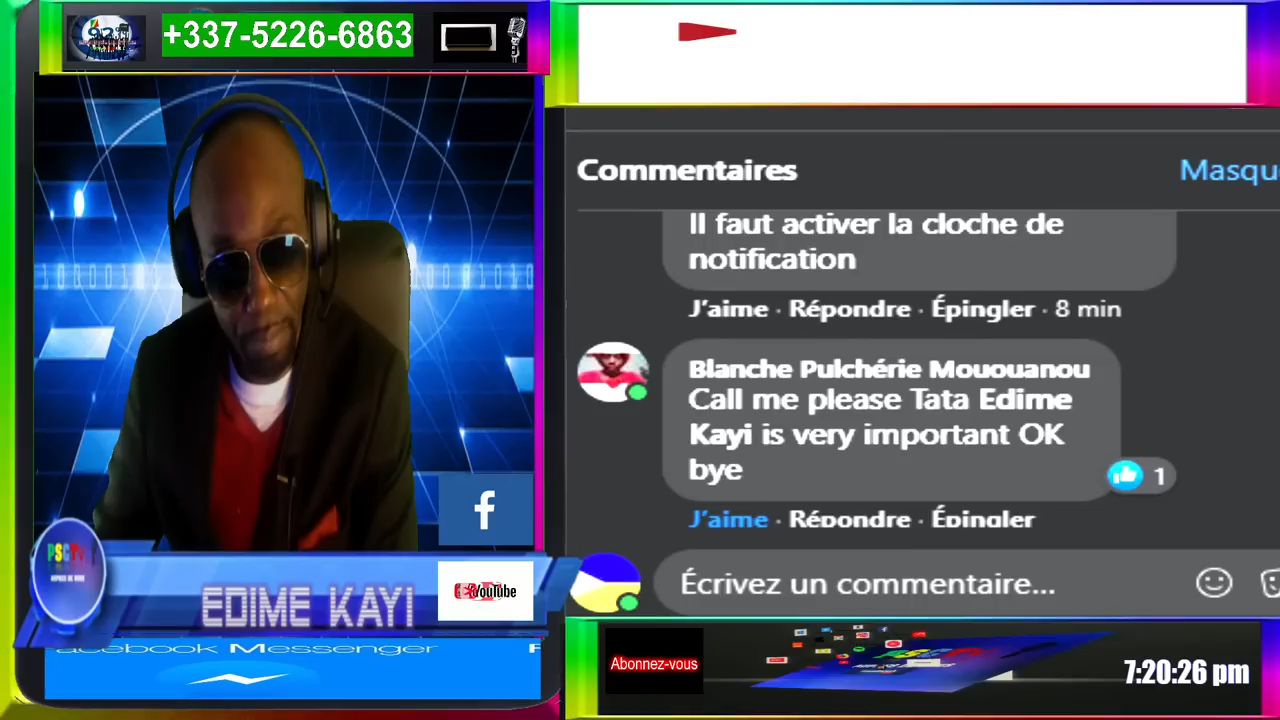 +337-5226-6863
Commentaires
Masqu
Il faut activer la cloche de
notification
J'aime · Répondre · Épingler · 8 min
Blanche Pulchérie Mououanou
Call me please Tata Edime
Kayi is very important OK
bye
1
J'aime · Répondre · Épingler
Écrivez un commentaire...
f
PSGTV
EDIME KAYI
YouTube
acebook Messenger
F
Abonnez-vous
7:20:26 pm